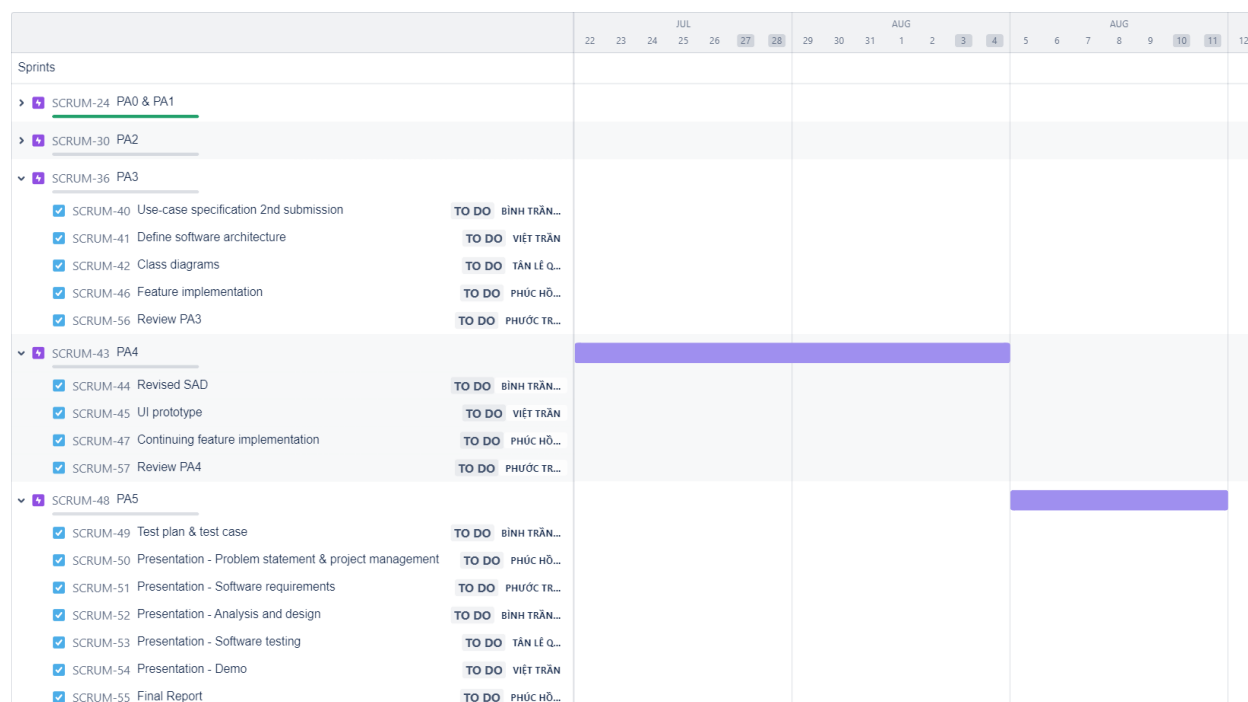 JUL AUG AUG
22 23 24 25 26 27 28 29 30 31 1 2 3 4 5 6 7 8 9 10 11 12
Sprints
SCRUM-24 PA0 & PA1
SCRUM-30 PA2
SCRUM-36 PA3
SCRUM-40 Use-case specification 2nd submission TO DO BÌNH TRẦN...
SCRUM-41 Define software architecture TO DO VIỆT TRẦN
SCRUM-42 Class diagrams TO DO TÂN LÊ Q...
SCRUM-46 Feature implementation TO DO PHÚC HỒ...
SCRUM-56 Review PA3 TO DO PHƯỚC TR...
SCRUM-43 PA4
SCRUM-44 Revised SAD TO DO BÌNH TRẦN...
SCRUM-45 UI prototype TO DO VIỆT TRẦN
SCRUM-47 Continuing feature implementation TO DO PHÚC HỒ...
SCRUM-57 Review PA4 TO DO PHƯỚC TR...
SCRUM-48 PA5
SCRUM-49 Test plan & test case TO DO BÌNH TRẦN...
SCRUM-50 Presentation - Problem statement & project management TO DO PHÚC HỒ...
SCRUM-51 Presentation - Software requirements TO DO PHƯỚC TR...
SCRUM-52 Presentation - Analysis and design TO DO BÌNH TRẦN...
SCRUM-53 Presentation - Software testing TO DO TÂN LÊ Q...
SCRUM-54 Presentation - Demo TO DO VIỆT TRẦN
SCRUM-55 Final Report TO DO PHÚC HỒ...